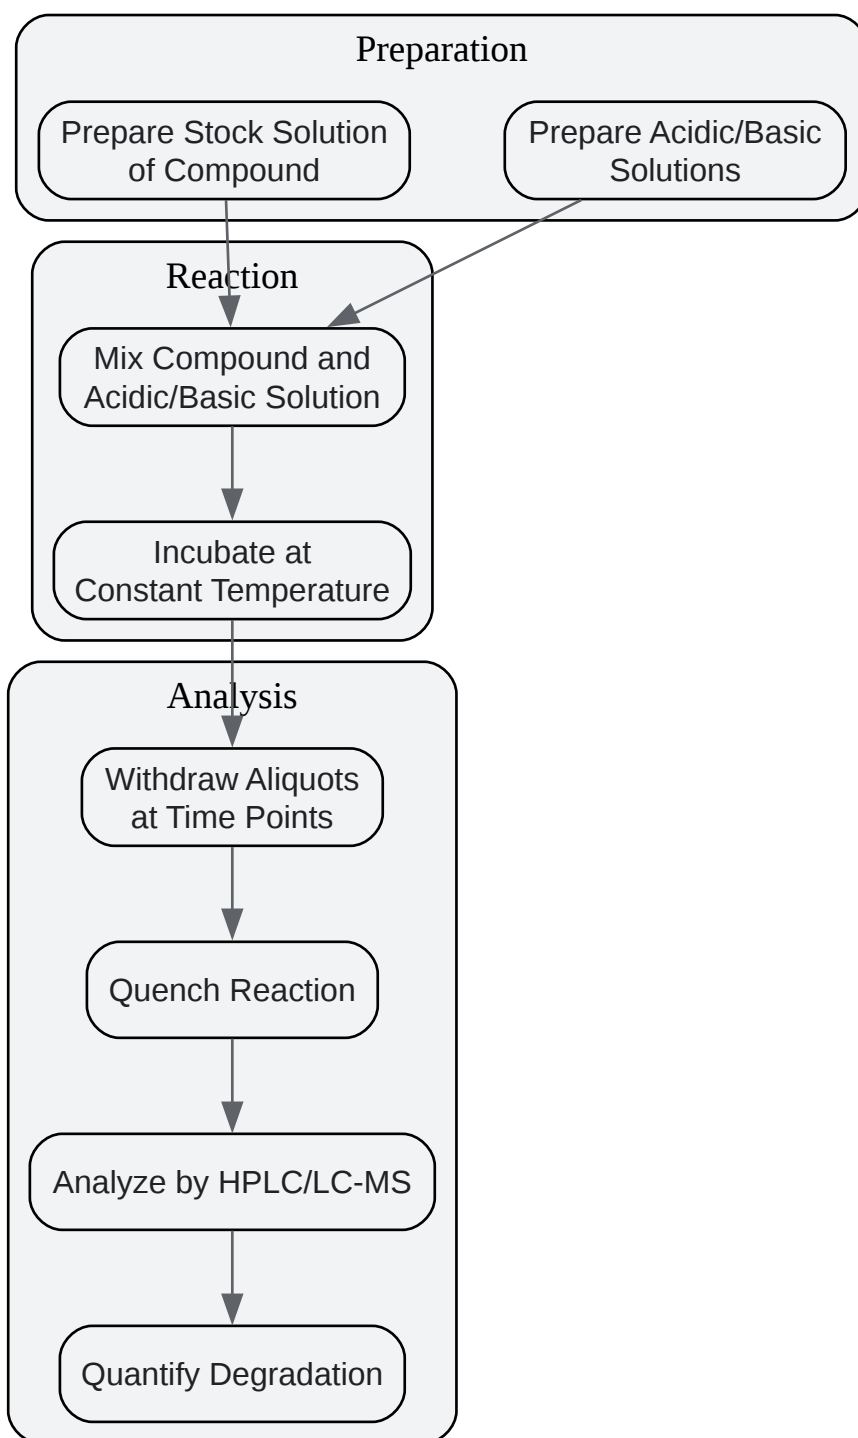 Preparation
Prepare Stock Solution
of Compound
Prepare Acidic/Basic
Solutions
Reaction
Mix Compound and
Acidic/Basic Solution
Incubate at
Constant Temperature
Analysis
Withdraw Aliquots
at Time Points
Quench Reaction
Analyze by HPLC/LC-MS
Quantify Degradation